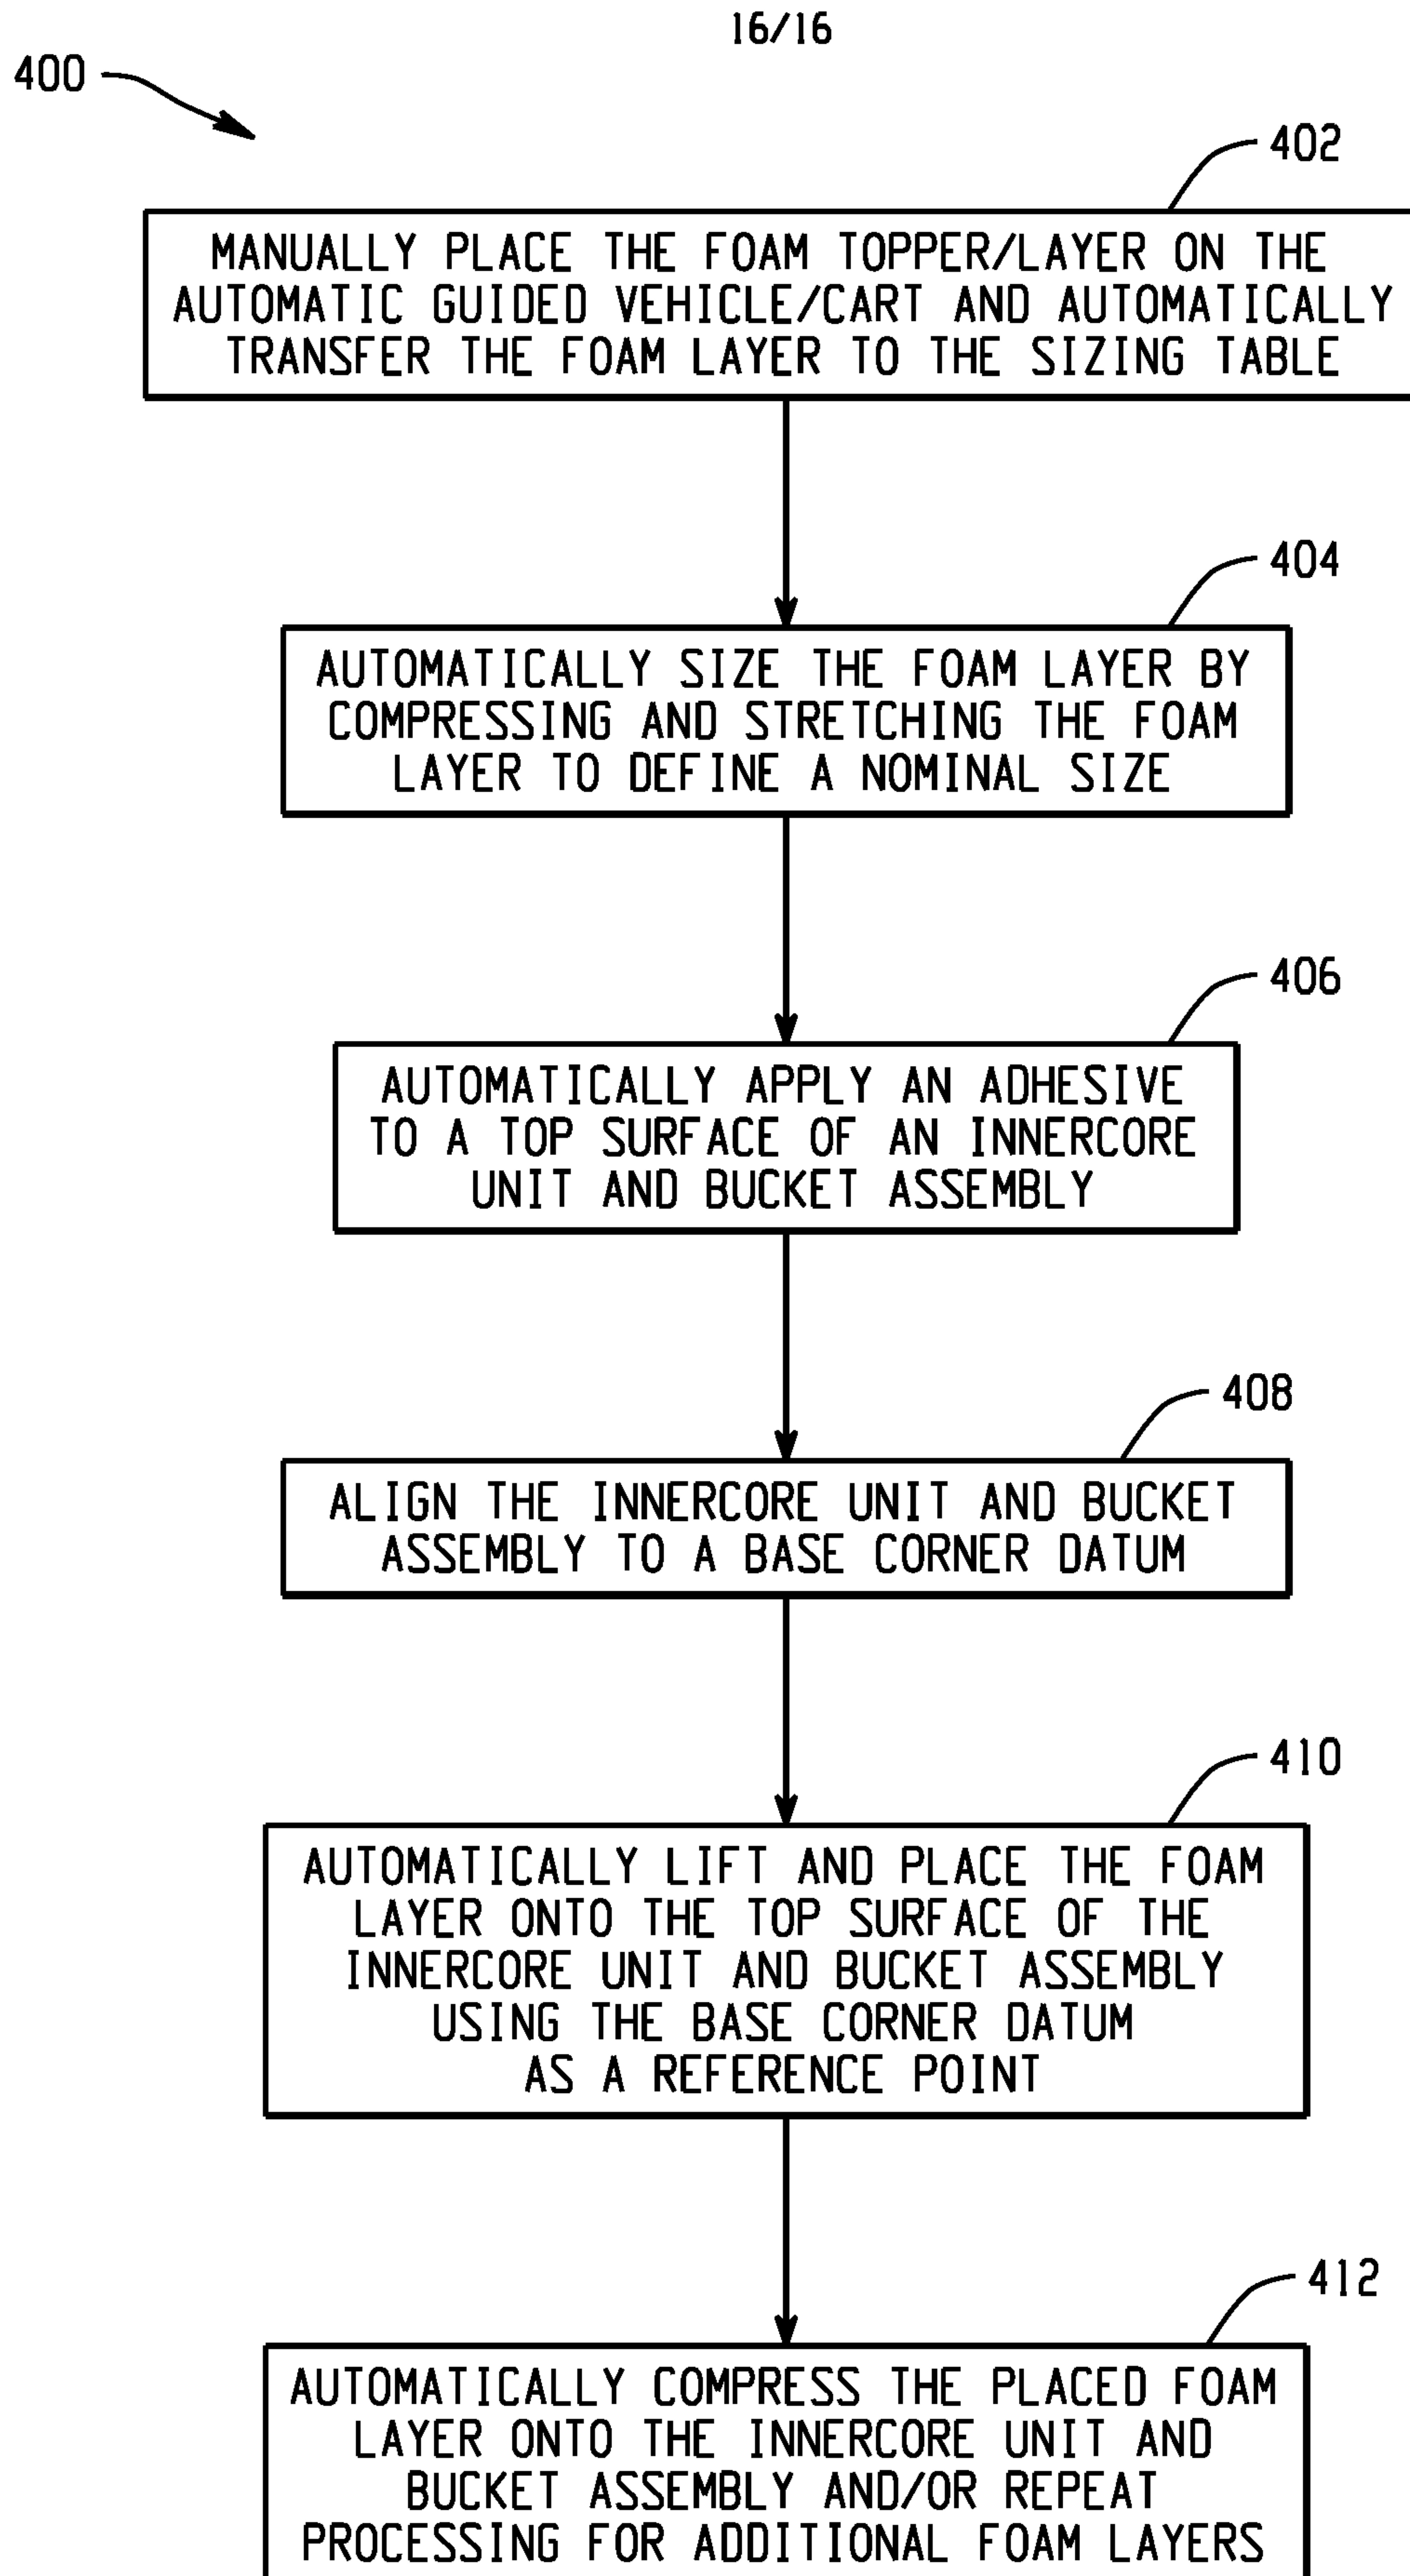 16/16
400
402
MANUALLY PLACE THE FOAM TOPPER/LAYER ON THE
AUTOMATIC GUIDED VEHICLE/CART AND AUTOMATICALLY
TRANSFER THE FOAM LAYER TO THE SIZING TABLE
404
AUTOMATICALLY SIZE THE FOAM LAYER BY
COMPRESSING AND STRETCHING THE FOAM
LAYER TO DEFINE A NOMINAL SIZE
406
AUTOMATICALLY APPLY AN ADHESIVE
TO A TOP SURFACE OF AN INNERCORE
UNIT AND BUCKET ASSEMBLY
408
ALIGN THE INNERCORE UNIT AND BUCKET
ASSEMBLY TO A BASE CORNER DATUM
410
AUTOMATICALLY LIFT AND PLACE THE FOAM
LAYER ONTO THE TOP SURFACE OF THE
INNERCORE UNIT AND BUCKET ASSEMBLY
USING THE BASE CORNER DATUM
AS A REFERENCE POINT
412
AUTOMATICALLY COMPRESS THE PLACED FOAM
LAYER ONTO THE INNERCORE UNIT AND
BUCKET ASSEMBLY AND/OR REPEAT
PROCESSING FOR ADDITIONAL FOAM LAYERS